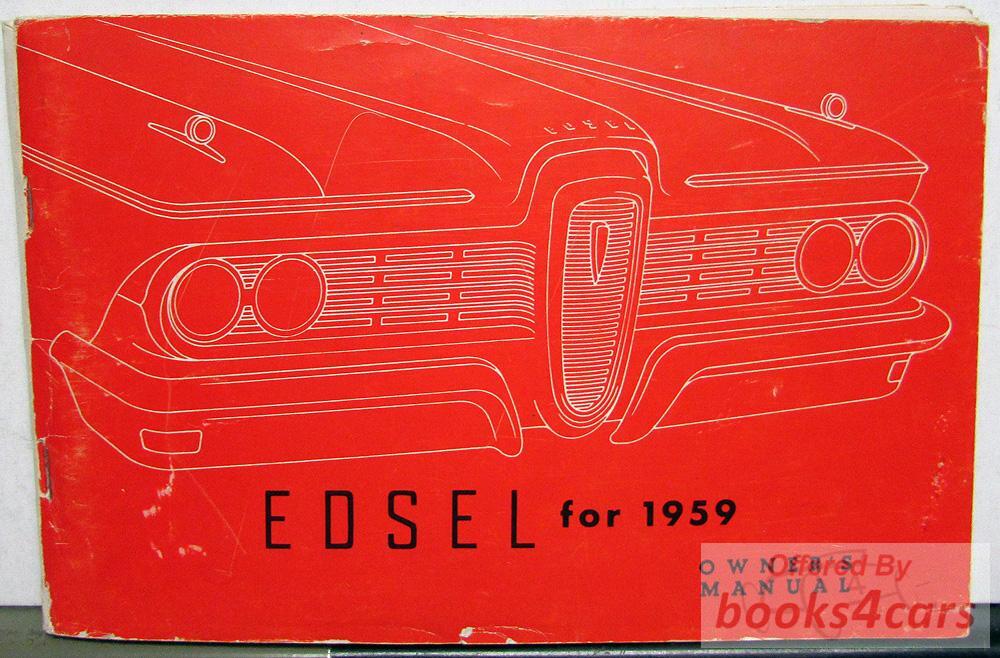 EDSEL
EDSEL for 1959
OWNER'S
MANUAL
Offered By
books4cars